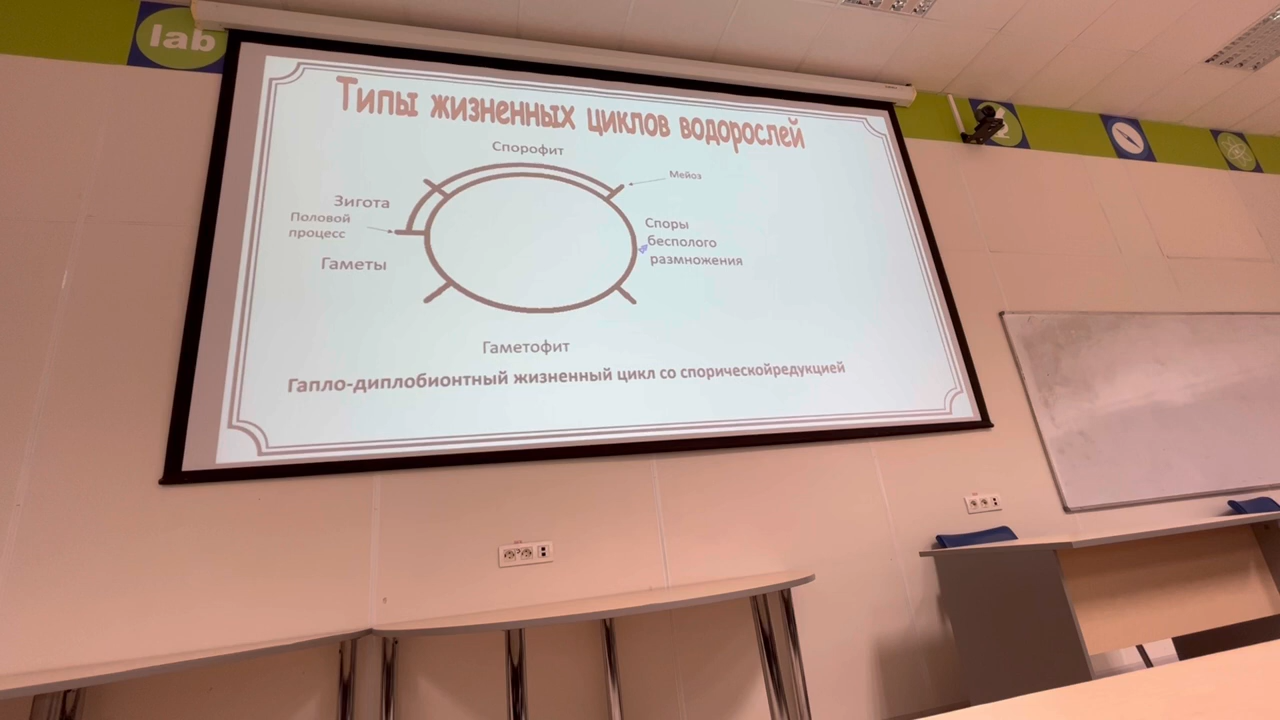 lab
Типы жизненных циклов водорослей
Спорофит
Мейоз
Зигота
Половой
процесс
Споры
бесполого
размножения
Гаметы
Гаметофит
Гапло-диплобионтный жизненный цикл со спорическойредукцией